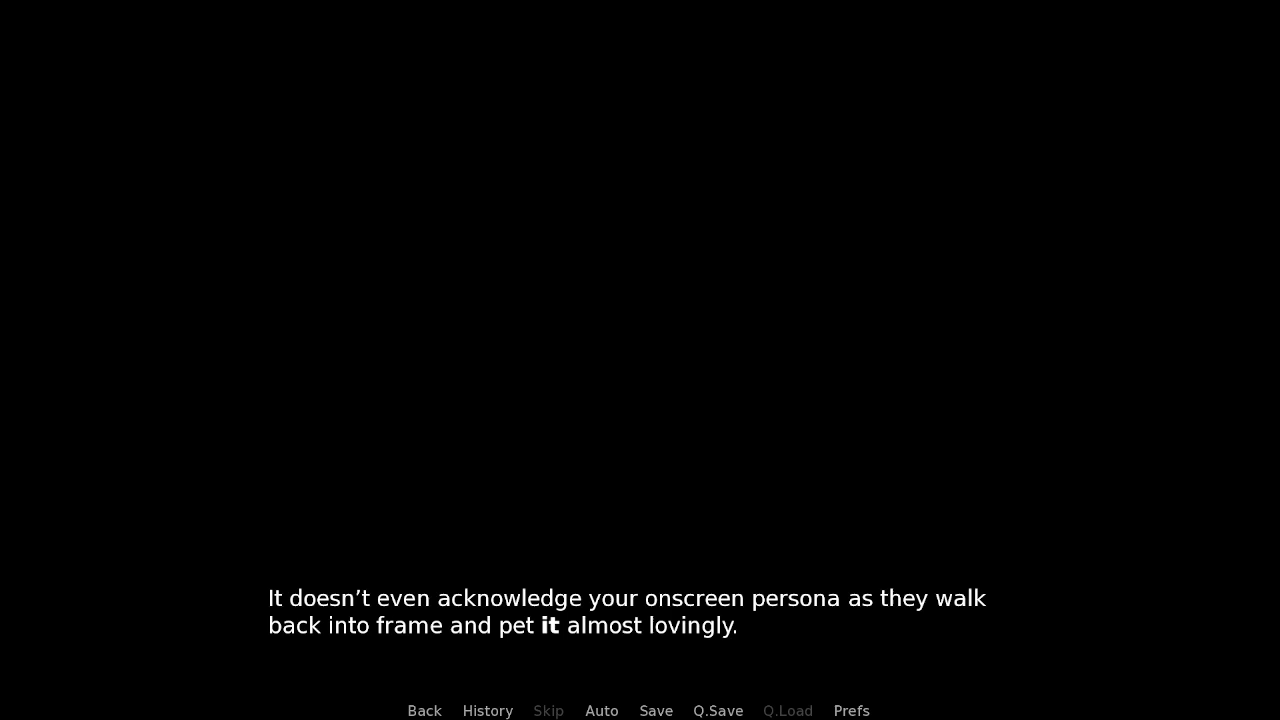 It doesn’t even acknowledge your onscreen persona as they walk
back into frame and pet it almost lovingly.
Back History Skip Auto Save Q.Save Q.Load Prefs